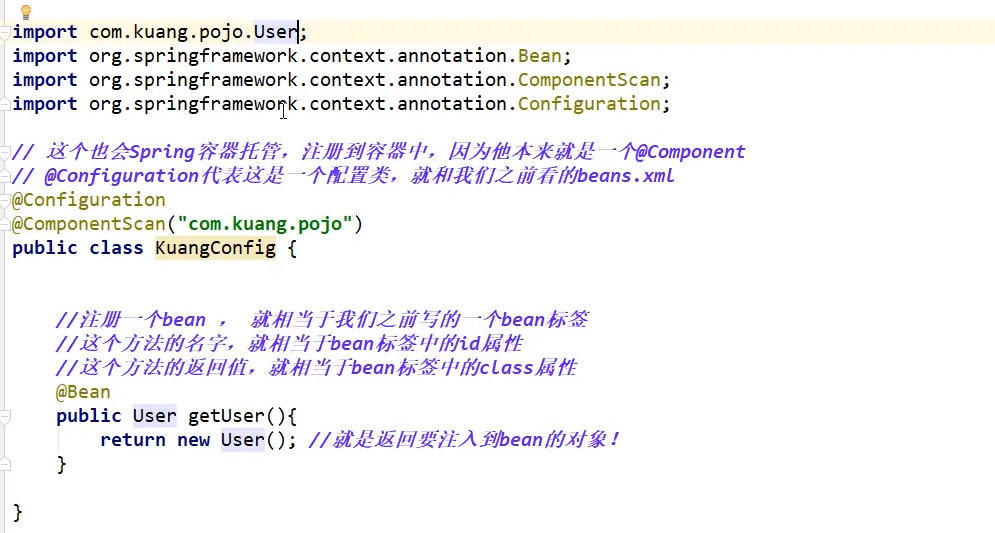 import com.kuang.pojo.User;
import org.springframework.context.annotation.Bean;
import org.springframework.context.annotation.ComponentScan;
import org.springframework.context.annotation.Configuration;
// 这个也会Spring容器托管，注册到容器中，因为他本来就是一个@Component
// @Configuration代表这是一个配置类，就和我们之前看的beans.xml
@Configuration
@ComponentScan("com.kuang.pojo")
public class KuangConfig {
//注册一个bean ， 就相当于我们之前写的一个bean标签
//这个方法的名字，就相当于bean标签中的id属性
//这个方法的返回值，就相当于bean标签中的class属性
@Bean
public User getUser(){
return new User(); //就是返回要注入到bean的对象！
}
}